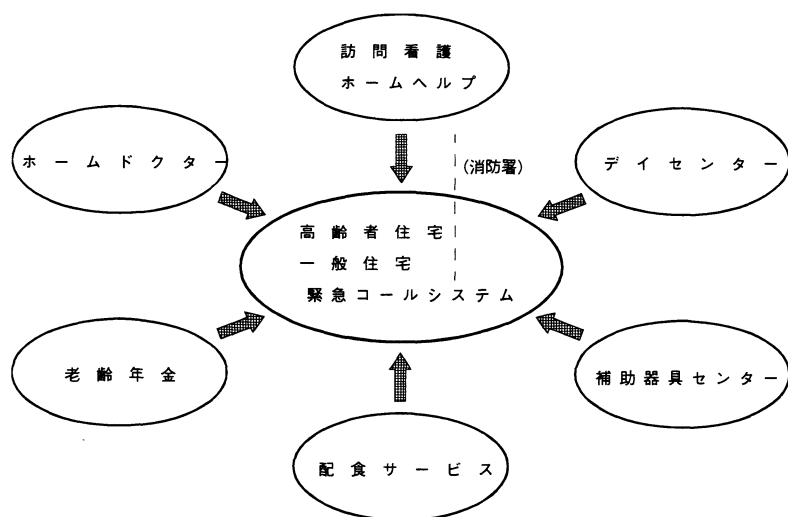 訪問看護
ホームヘルプ
ホームドクター
(消防署)
デイセンター
高齢者住宅
一般住宅
緊急コールシステム
老齢年金
補助器具センター
配食サービス